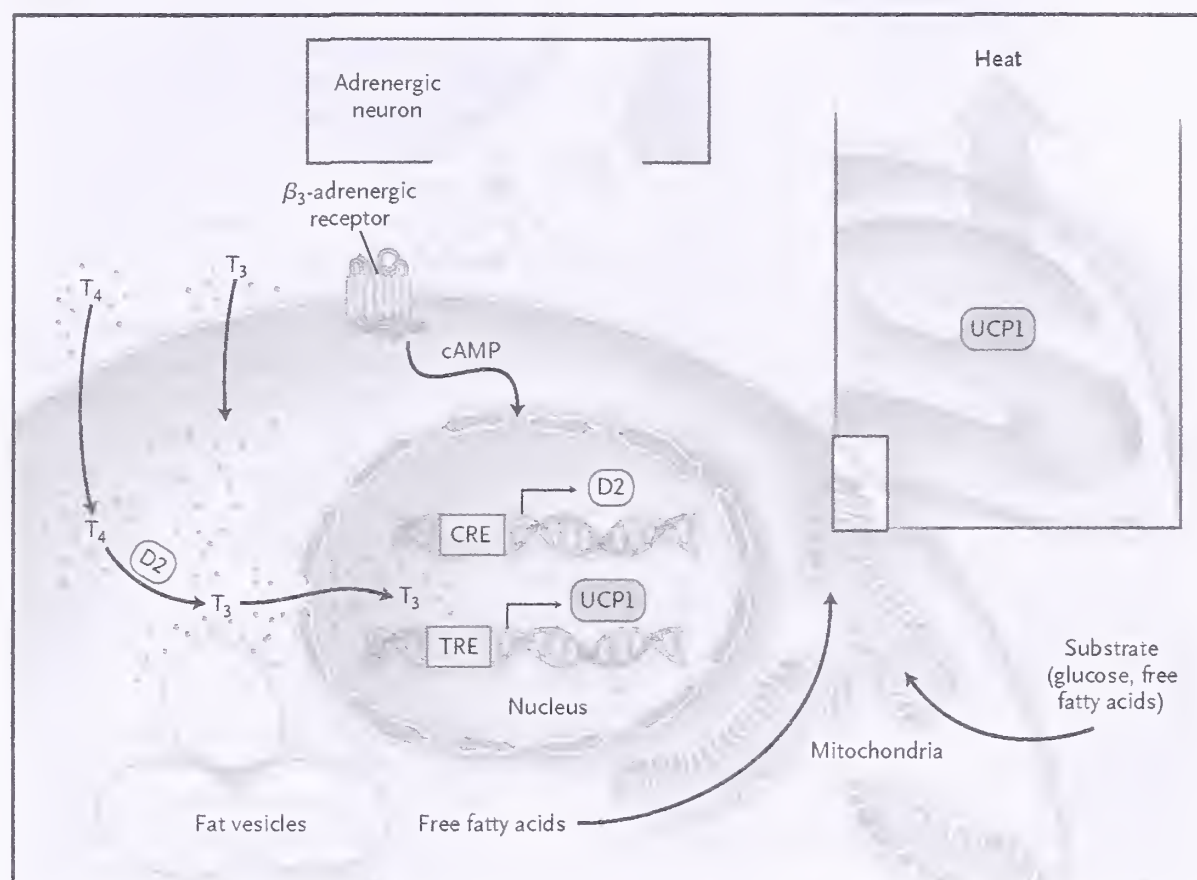 Adrenergic
neuron
Heat
β₃-adrenergic
receptor
T₄
T₃
cAMP
UCP1
T₄
D2
T₃
T₃
CRE
D2
TRE
UCP1
Nucleus
Substrate
(glucose, free
fatty acids)
Mitochondria
Fat vesicles
Free fatty acids